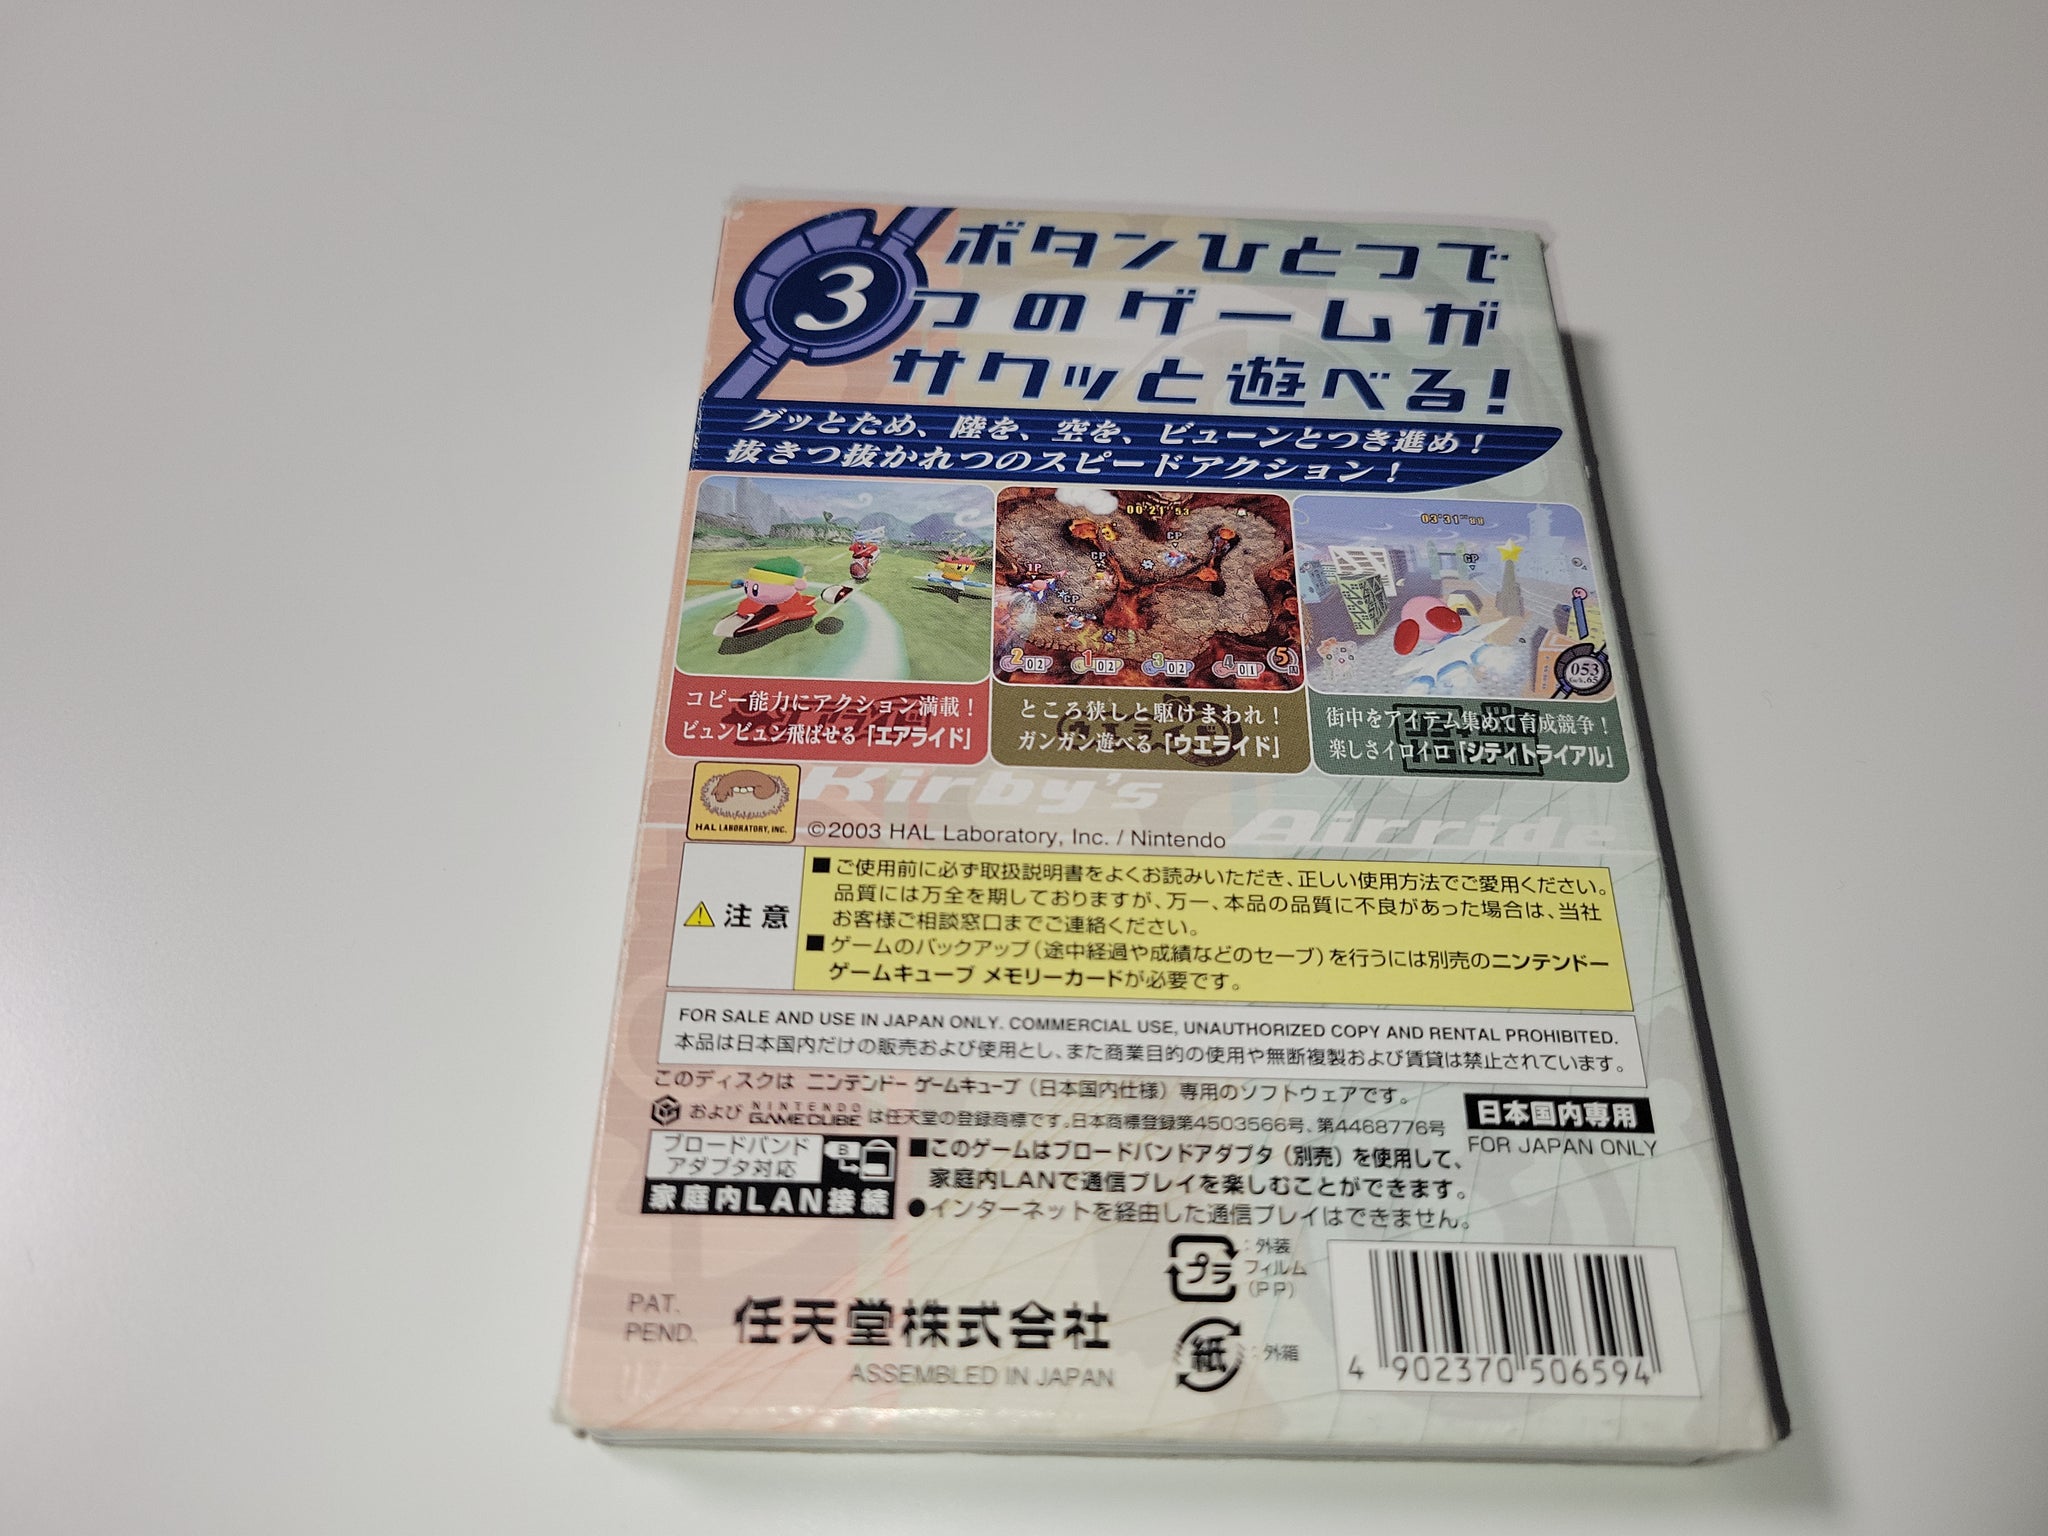 ボタンひとつで
3つのゲームが
サクッと遊べる!
グッとため、陸を、空を、ビューンとつき進め!
抜きつ抜かれつのスピードアクション!
00'21"53
CP
CP
1P
CP
2 02
1 02
3 02
4 01
5周
03'31"89
CP
053
コピー能力にアクション満載!
ビュンビュン飛ばせる「エアライド」
ところ狭しと駆けまわれ!
ガンガン遊べる「ウエライド」
街中をアイテム集めて育成競争!
楽しさイロイロ「シティトライアル」
Kirby's Airride
HAL LABORATORY, INC.
©2003 HAL Laboratory, Inc. / Nintendo
注意
■ご使用前に必ず取扱説明書をよくお読みいただき、正しい使用方法でご愛用ください。
品質には万全を期しておりますが、万一、本品の品質に不良があった場合は、当社
お客様ご相談窓口までご連絡ください。
■ゲームのバックアップ(途中経過や成績などのセーブ)を行うには別売のニンテンドー
ゲームキューブ メモリーカードが必要です。
FOR SALE AND USE IN JAPAN ONLY. COMMERCIAL USE, UNAUTHORIZED COPY AND RENTAL PROHIBITED.
本品は日本国内だけの販売および使用とし、また商業目的の使用や無断複製および賃貸は禁止されています。
このディスクは ニンテンドー ゲームキューブ(日本国内仕様)専用のソフトウェアです。
および NINTENDO GAMECUBE は任天堂の登録商標です。日本商標登録第4503566号、第4468776号
日本国内専用
FOR JAPAN ONLY
ブロードバンド
アダプタ対応
B
家庭内LAN接続
■このゲームはブロードバンドアダプタ(別売)を使用して、
家庭内LANで通信プレイを楽しむことができます。
●インターネットを経由した通信プレイはできません。
プラ
:外装
フィルム
(PP)
紙
:外箱
PAT.
PEND.
任天堂株式会社
ASSEMBLED IN JAPAN
4 902370 506594